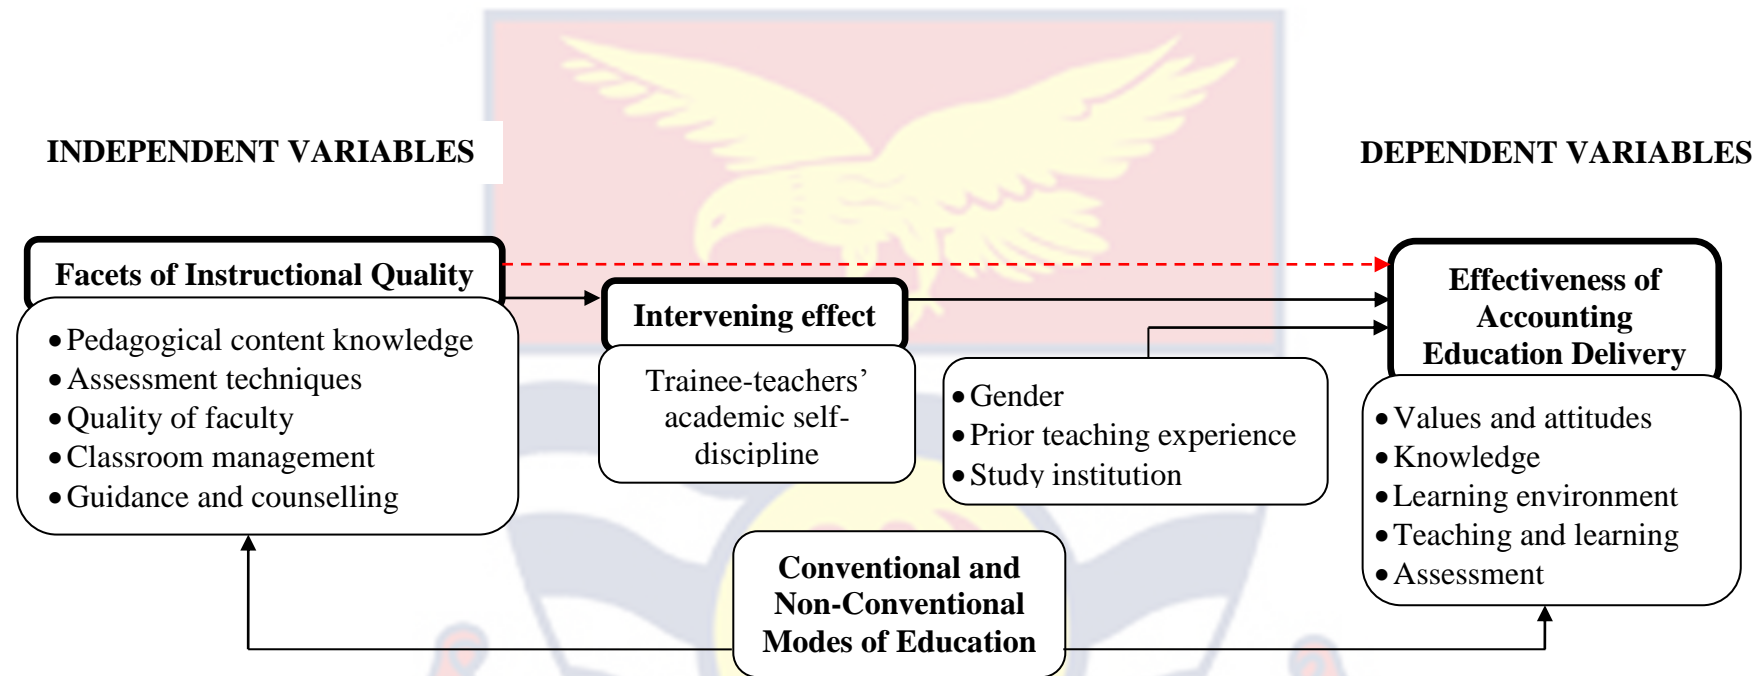 INDEPENDENT VARIABLES
DEPENDENT VARIABLES
Facets of Instructional Quality
• Pedagogical content knowledge
• Assessment techniques
• Quality of faculty
• Classroom management
• Guidance and counselling
Intervening effect
Trainee-teachers’
academic self-
discipline
• Gender
• Prior teaching experience
• Study institution
Effectiveness of
Accounting
Education Delivery
• Values and attitudes
• Knowledge
• Learning environment
• Teaching and learning
• Assessment
Conventional and
Non-Conventional
Modes of Education